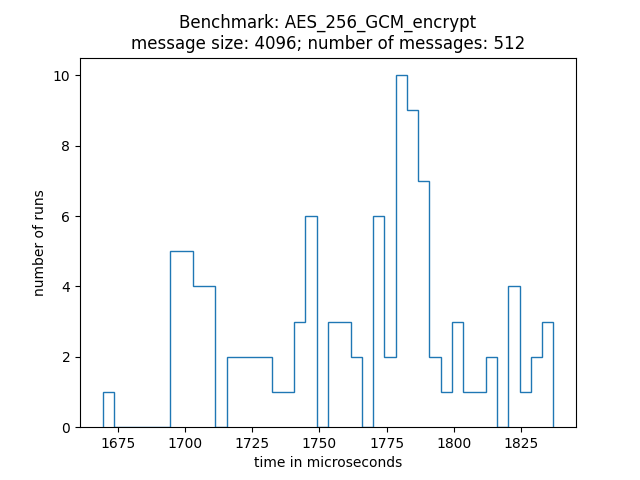 Benchmark: AES_256_GCM_encrypt
message size: 4096; number of messages: 512
number of runs
10
8
6
4
2
0
1675 1700 1725 1750 1775 1800 1825
time in microseconds